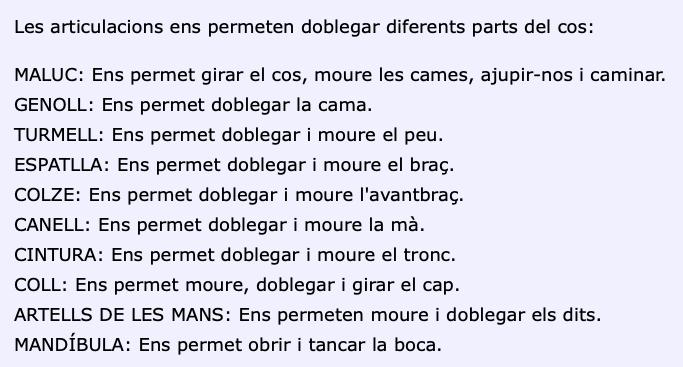 Les articulacions ens permeten doblegar diferents parts del cos:
MALUC: Ens permet girar el cos, moure les cames, ajupir-nos i caminar.
GENOLL: Ens permet doblegar la cama.
TURMELL: Ens permet doblegar i moure el peu.
ESPATLLA: Ens permet doblegar i moure el braç.
COLZE: Ens permet doblegar i moure l'avantbraç.
CANELL: Ens permet doblegar i moure la mà.
CINTURA: Ens permet doblegar i moure el tronc.
COLL: Ens permet moure, doblegar i girar el cap.
ARTELLS DE LES MANS: Ens permeten moure i doblegar els dits.
MANDÍBULA: Ens permet obrir i tancar la boca.